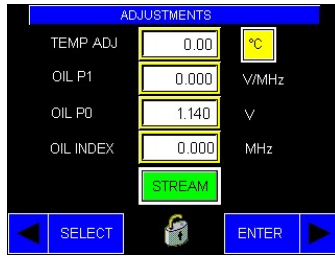 ADJUSTMENTS
TEMP ADJ 0.00 °C
OIL P1 0.000 V/MHz
OIL P0 1.140 V
OIL INDEX 0.000 MHz
STREAM
SELECT ENTER